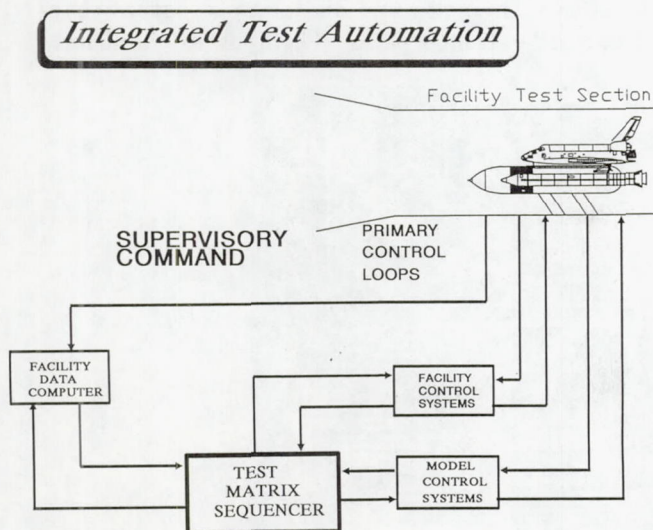 Integrated Test Automation
Facility Test Section
SUPERVISORY
COMMAND
PRIMARY
CONTROL
LOOPS
FACILITY
DATA
COMPUTER
FACILITY
CONTROL
SYSTEMS
TEST
MATRIX
SEQUENCER
MODEL
CONTROL
SYSTEMS